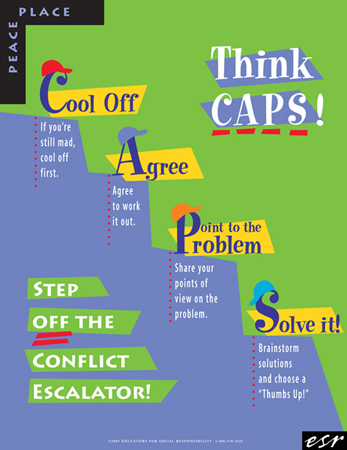 PEACE PLACE
Think
CAPS!
Cool Off
If you're
still mad,
cool off
first.
Agree
Agree
to work
it out.
Point to the
Problem
Share your
points of
view on the
problem.
Solve it!
Brainstorm
solutions
and choose a
"Thumbs Up!"
STEP
OFF THE
CONFLICT
ESCALATOR!
EDUCATORS FOR SOCIAL RESPONSIBILITY
esr